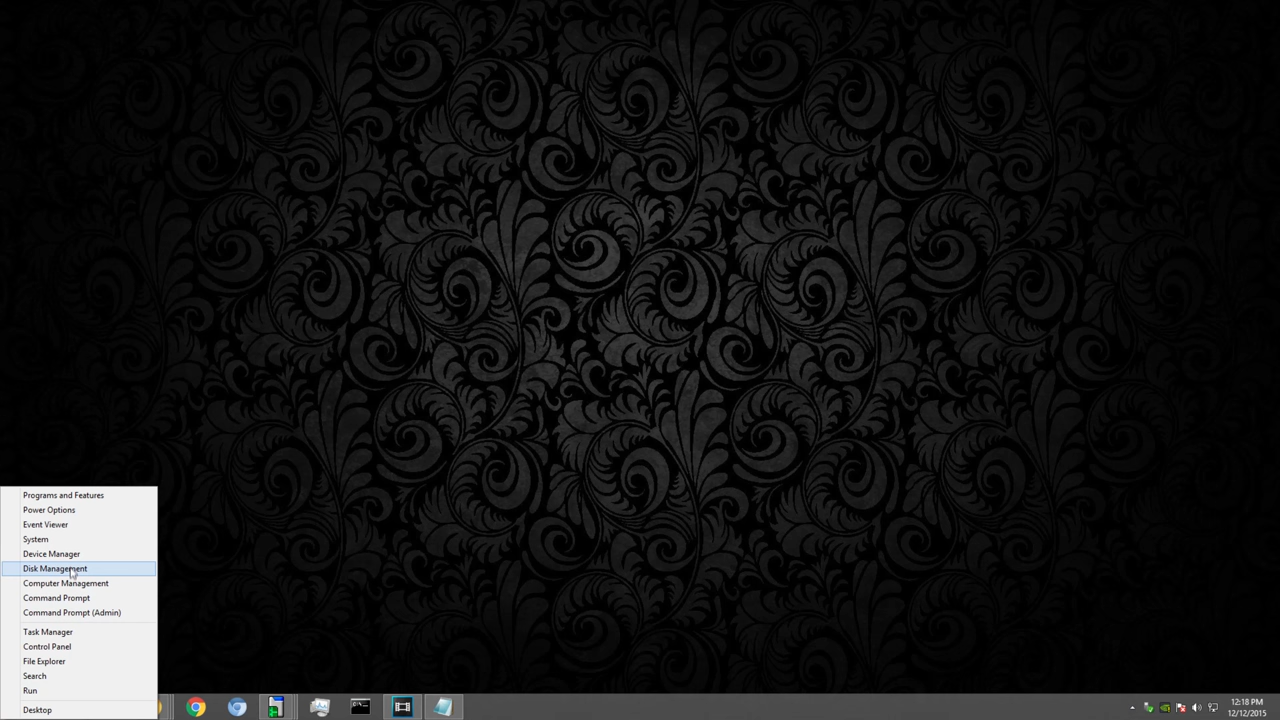 Programs and Features
Power Options
Event Viewer
System
Device Manager
Disk Management
Computer Management
Command Prompt
Command Prompt (Admin)
Task Manager
Control Panel
File Explorer
Search
Run
Desktop
12:18 PM
12/12/2015